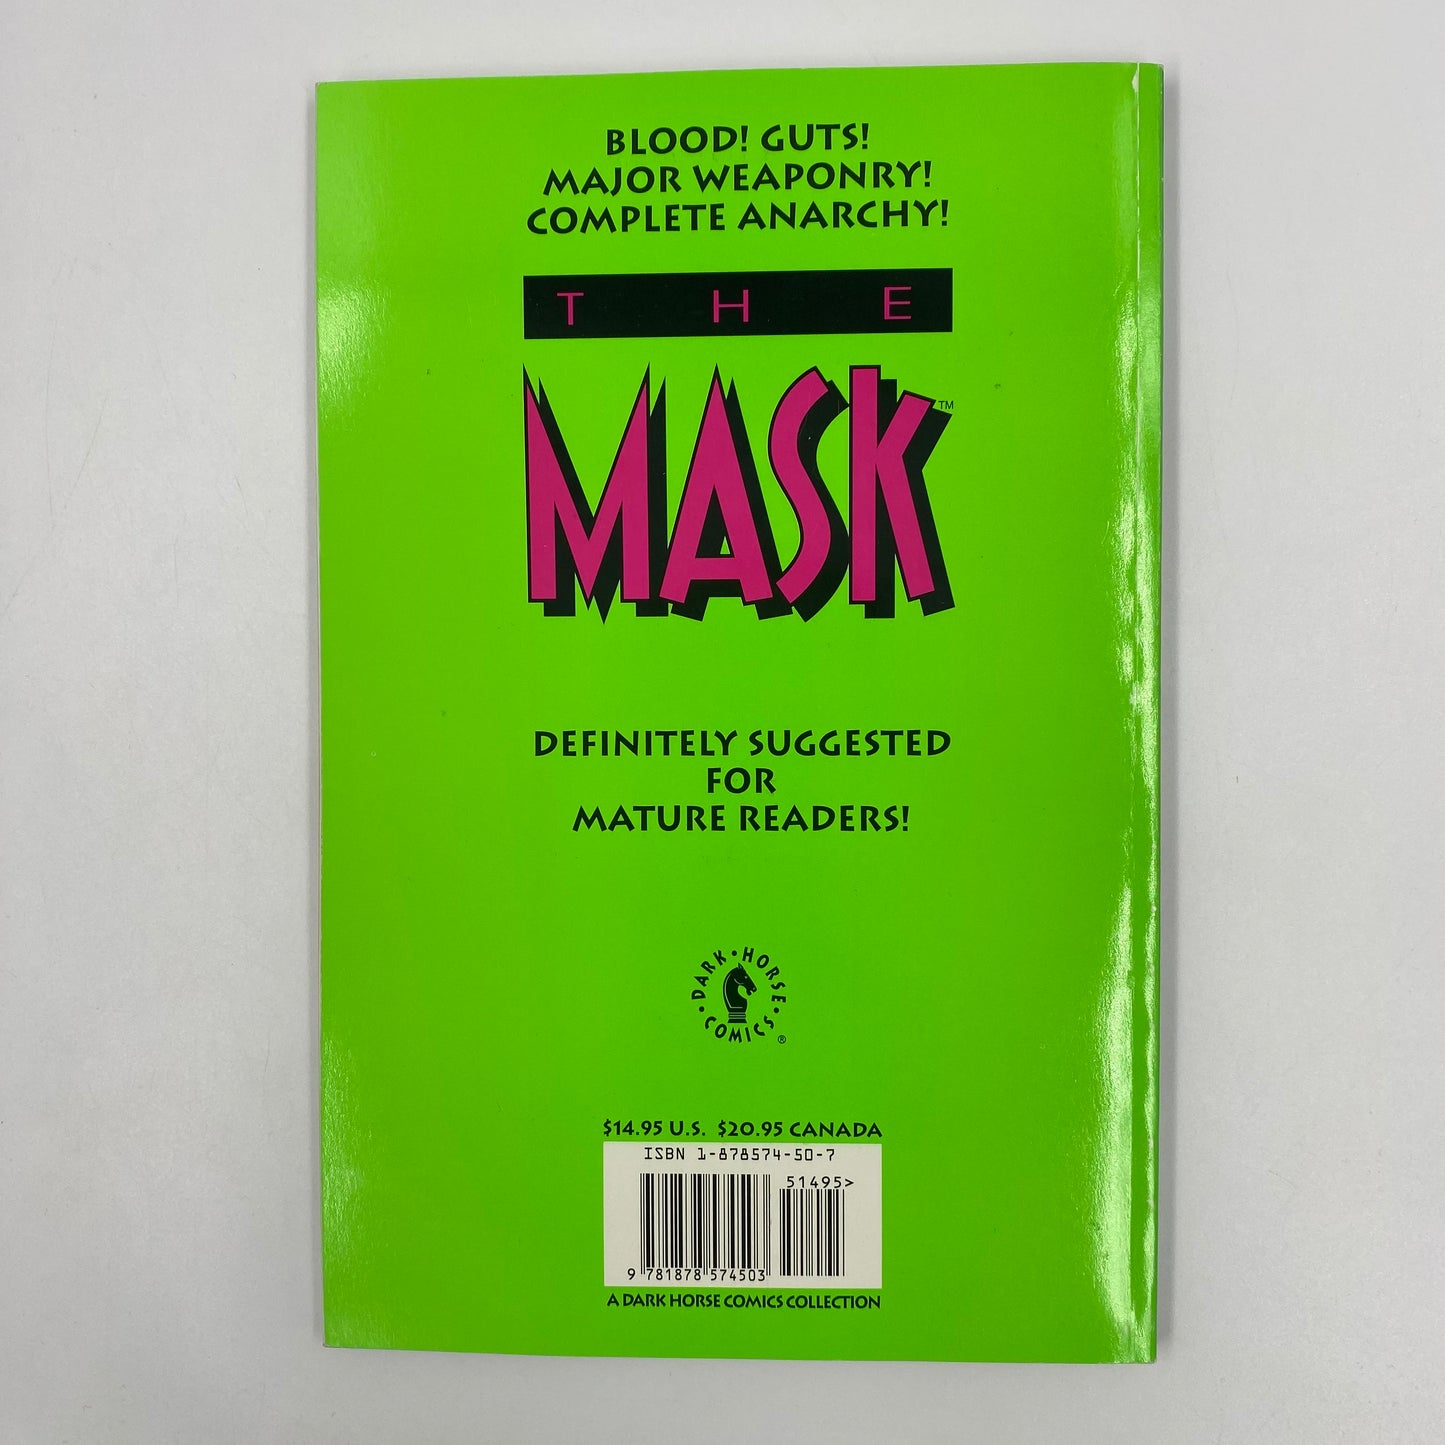 BLOOD! GUTS!
MAJOR WEAPONRY!
COMPLETE ANARCHY!
THE
MASK™
DEFINITELY SUGGESTED
FOR
MATURE READERS!
DARK • HORSE • COMICS • ®
$14.95 U.S. $20.95 CANADA
ISBN 1-878574-50-7
51495>
9 781878 574503
A DARK HORSE COMICS COLLECTION